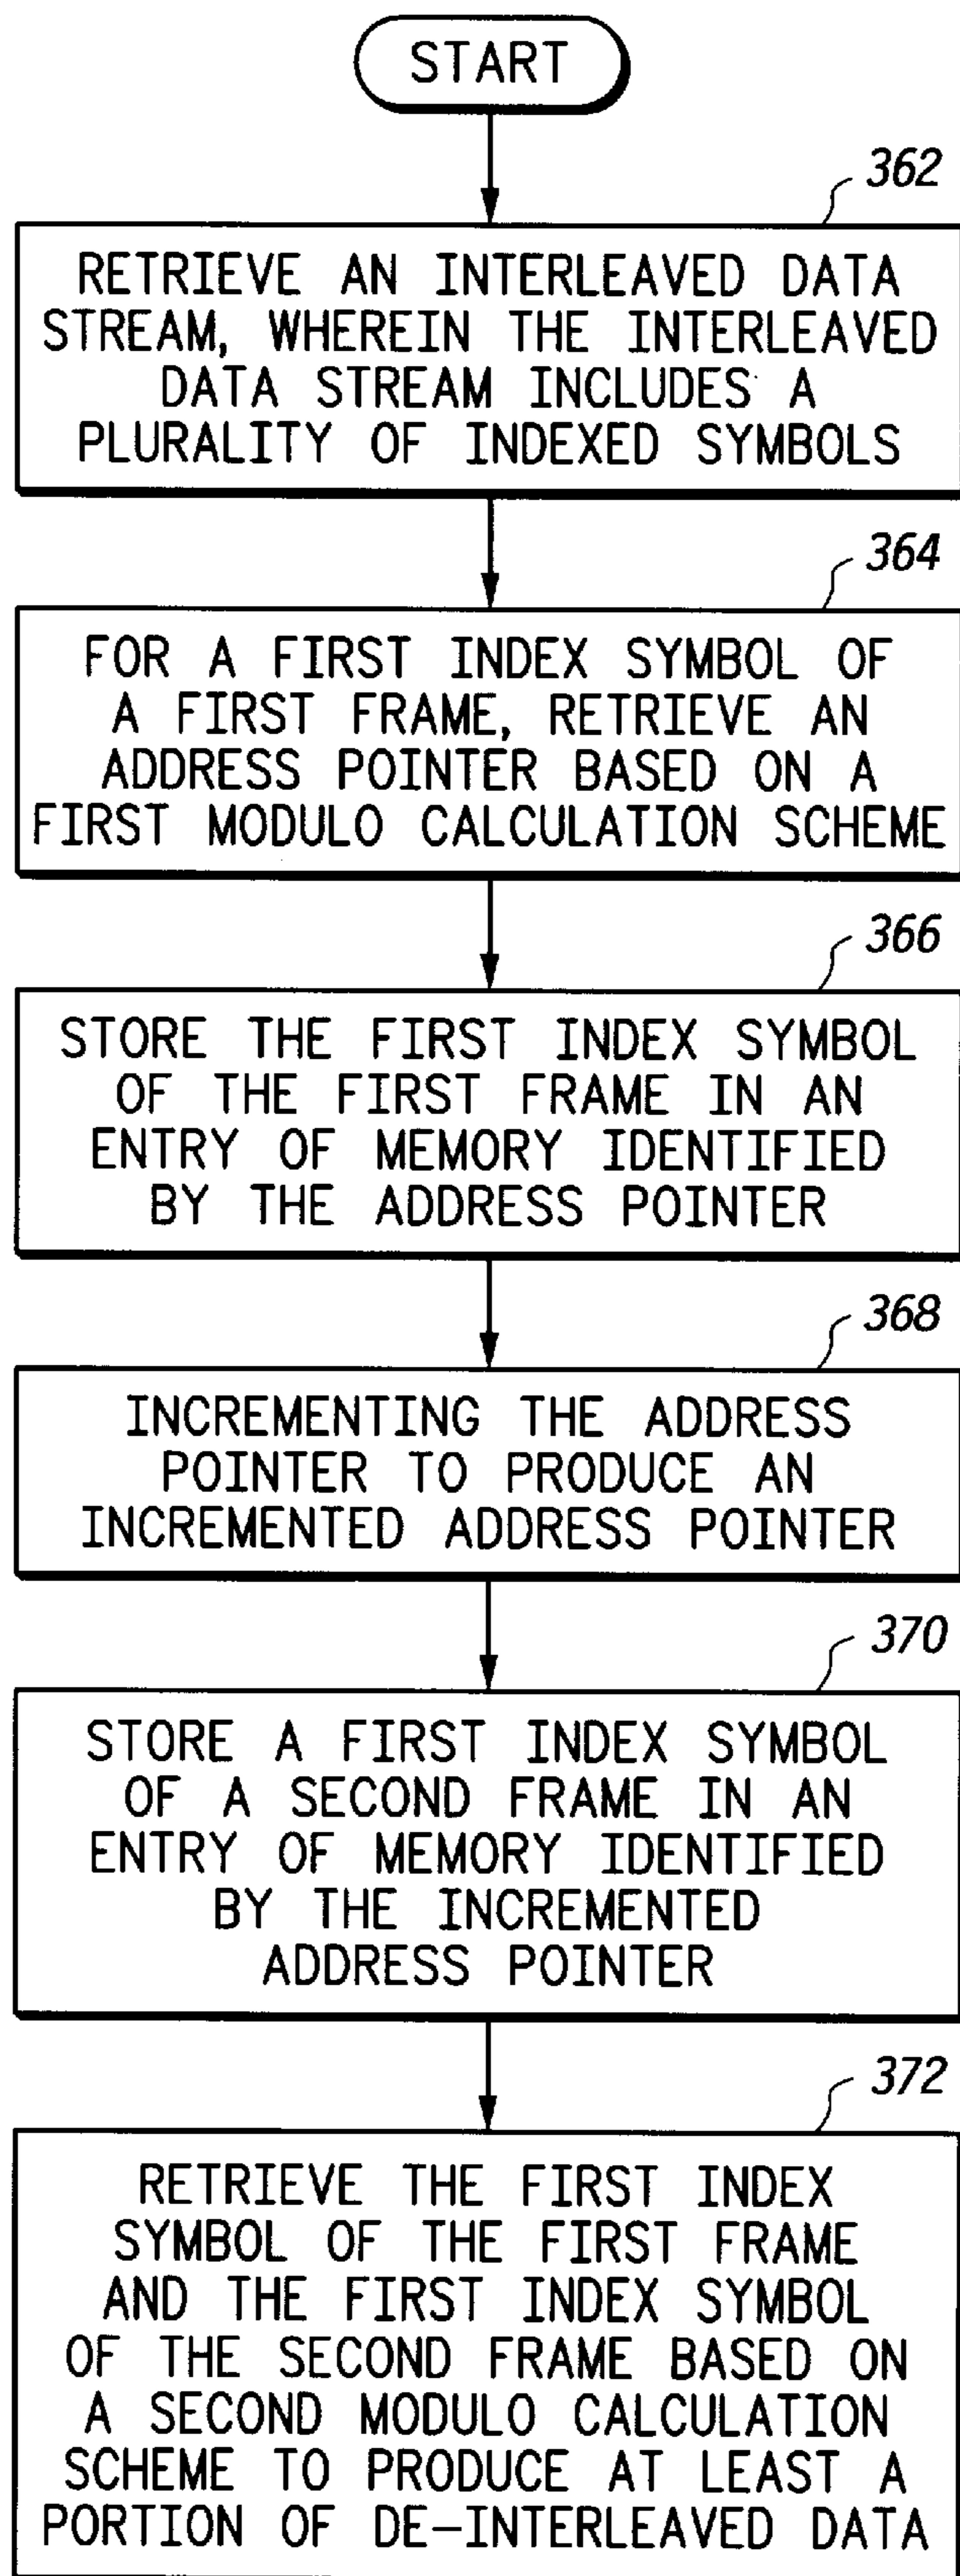 START
362
RETRIEVE AN INTERLEAVED DATA
STREAM, WHEREIN THE INTERLEAVED
DATA STREAM INCLUDES A
PLURALITY OF INDEXED SYMBOLS
364
FOR A FIRST INDEX SYMBOL OF
A FIRST FRAME, RETRIEVE AN
ADDRESS POINTER BASED ON A
FIRST MODULO CALCULATION SCHEME
366
STORE THE FIRST INDEX SYMBOL
OF THE FIRST FRAME IN AN
ENTRY OF MEMORY IDENTIFIED
BY THE ADDRESS POINTER
368
INCREMENTING THE ADDRESS
POINTER TO PRODUCE AN
INCREMENTED ADDRESS POINTER
370
STORE A FIRST INDEX SYMBOL
OF A SECOND FRAME IN AN
ENTRY OF MEMORY IDENTIFIED
BY THE INCREMENTED
ADDRESS POINTER
372
RETRIEVE THE FIRST INDEX
SYMBOL OF THE FIRST FRAME
AND THE FIRST INDEX SYMBOL
OF THE SECOND FRAME BASED ON
A SECOND MODULO CALCULATION
SCHEME TO PRODUCE AT LEAST A
PORTION OF DE-INTERLEAVED DATA